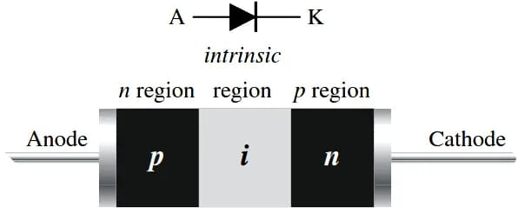 A K
intrinsic
n region region p region
Anode Cathode
p i n